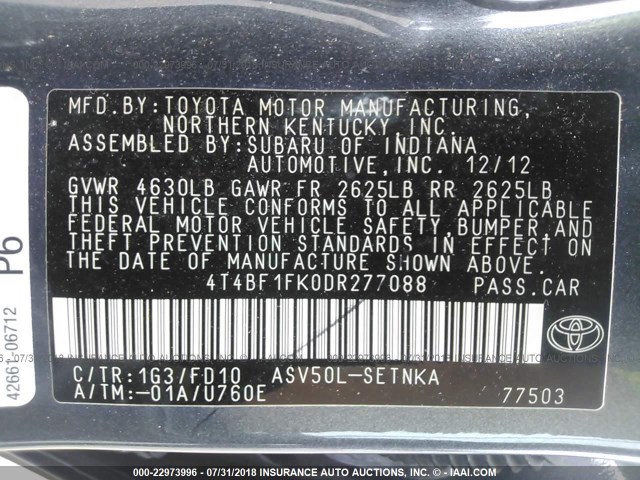 MFD.BY:TOYOTA MOTOR MANUFACTURING,
NORTHERN KENTUCKY,INC.
ASSEMBLED BY:SUBARU OF INDIANA
AUTOMOTIVE,INC. 12/12
GVWR 4630LB GAWR FR 2625LB RR 2625LB
THIS VEHICLE CONFORMS TO ALL APPLICABLE
FEDERAL MOTOR VEHICLE SAFETY,BUMPER,AND
THEFT PREVENTION STANDARDS IN EFFECT ON
THE DATE OF MANUFACTURE SHOWN ABOVE.
4T4BF1FK0DR277088 PASS.CAR
C/TR:1G3/FD10 ASV50L-SETNKA
A/TM:-01A/U760E 77503
P6
06712
000-22973996 - 07/31/2018 INSURANCE AUTO AUCTIONS, INC. - © IAAI.COM